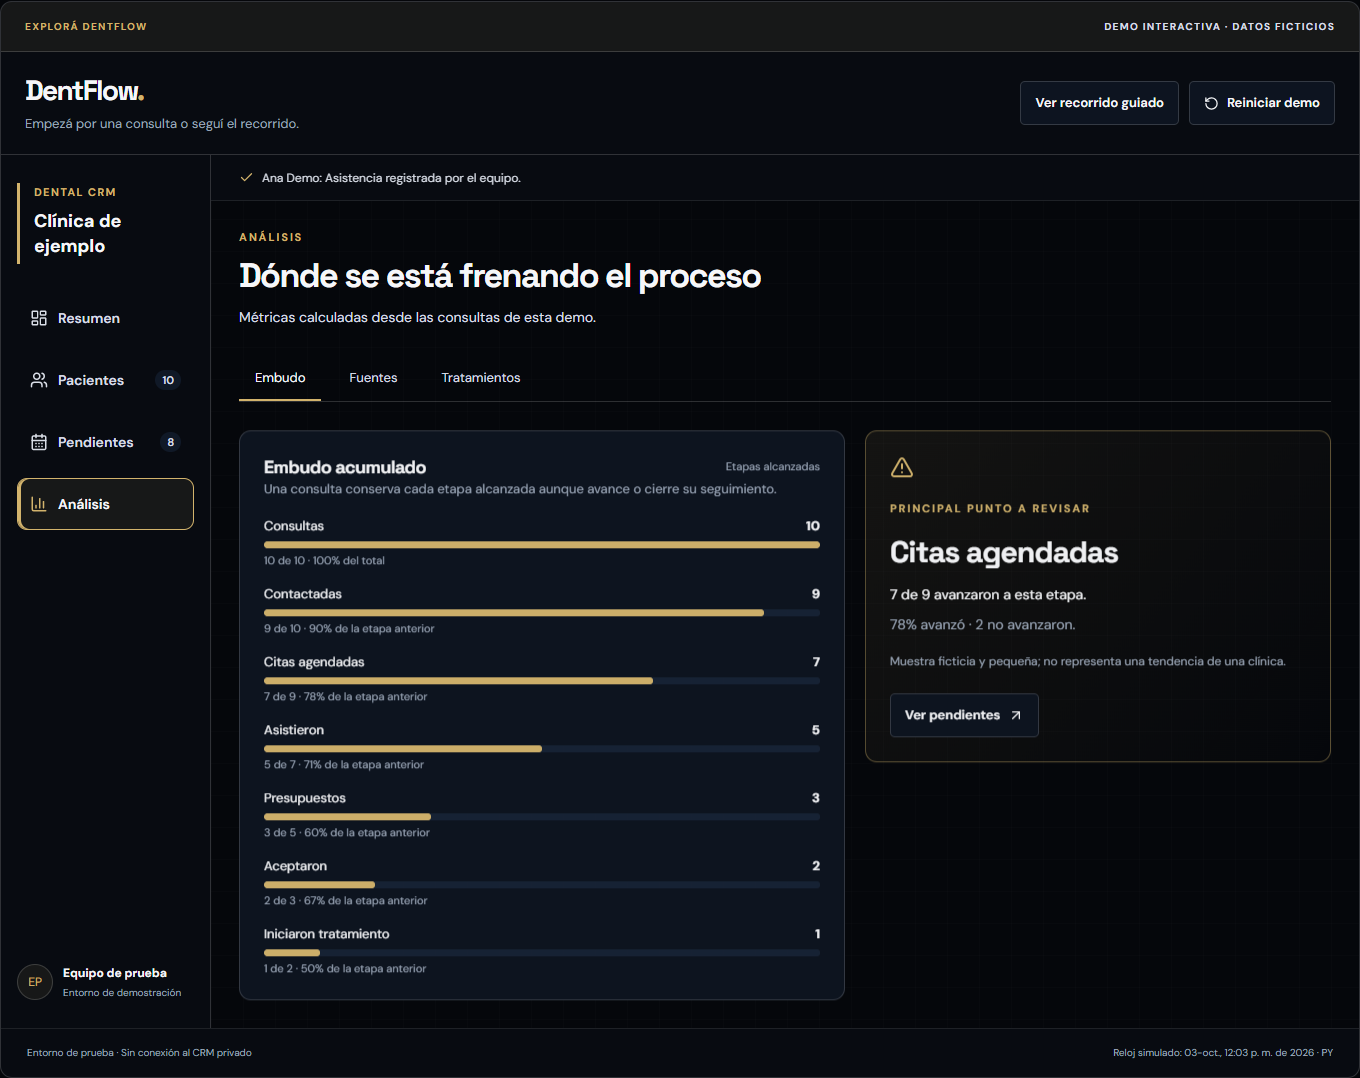 EXPLORÁ DENTFLOW
DEMO INTERACTIVA · DATOS FICTICIOS
DentFlow.
Empezá por una consulta o seguí el recorrido.
Ver recorrido guiado
Reiniciar demo
DENTAL CRM
Clínica de
ejemplo
Resumen
Pacientes 10
Pendientes 8
Análisis
EP
Equipo de prueba
Entorno de demostración
Ana Demo: Asistencia registrada por el equipo.
ANÁLISIS
Dónde se está frenando el proceso
Métricas calculadas desde las consultas de esta demo.
Embudo Fuentes Tratamientos
Embudo acumulado
Etapas alcanzadas
Una consulta conserva cada etapa alcanzada aunque avance o cierre su seguimiento.
Consultas 10
10 de 10 · 100% del total
Contactadas 9
9 de 10 · 90% de la etapa anterior
Citas agendadas 7
7 de 9 · 78% de la etapa anterior
Asistieron 5
5 de 7 · 71% de la etapa anterior
Presupuestos 3
3 de 5 · 60% de la etapa anterior
Aceptaron 2
2 de 3 · 67% de la etapa anterior
Iniciaron tratamiento 1
1 de 2 · 50% de la etapa anterior
PRINCIPAL PUNTO A REVISAR
Citas agendadas
7 de 9 avanzaron a esta etapa.
78% avanzó · 2 no avanzaron.
Muestra ficticia y pequeña; no representa una tendencia de una clínica.
Ver pendientes
Entorno de prueba · Sin conexión al CRM privado
Reloj simulado: 03-oct., 12:03 p. m. de 2026 · PY